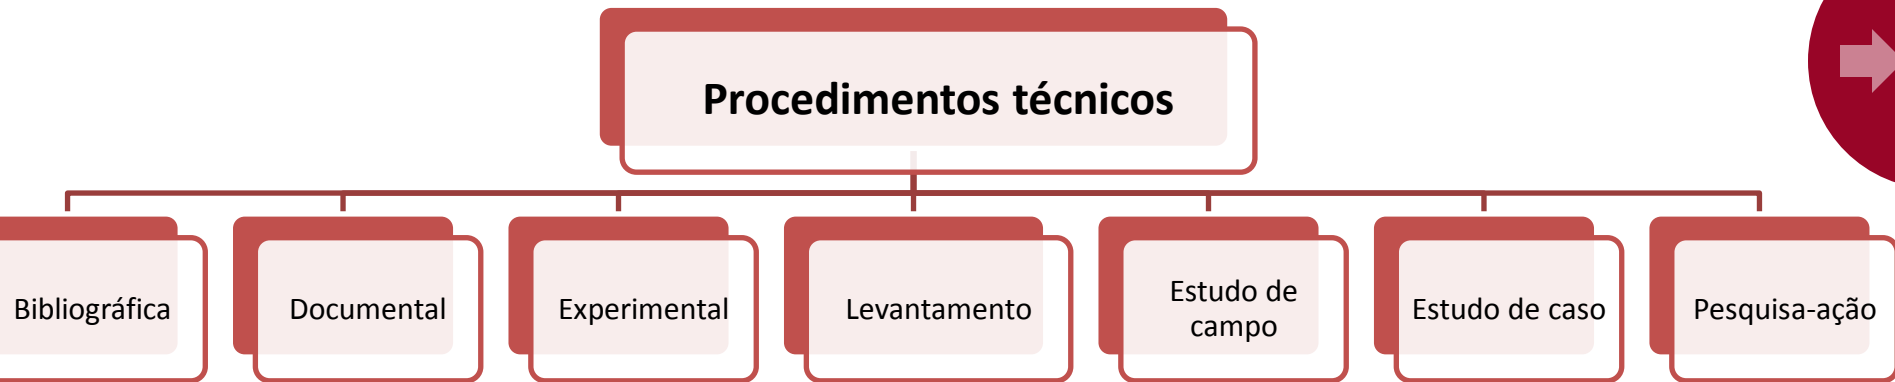 Procedimentos técnicos
Bibliográfica
Documental
Experimental
Levantamento
Estudo de
campo
Estudo de caso
Pesquisa-ação